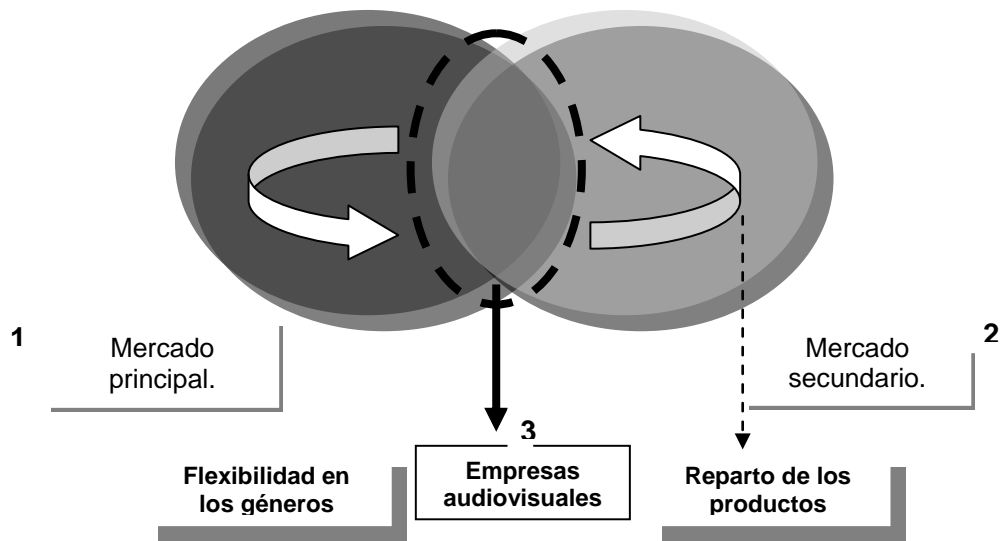 1
Mercado
principal.
2
Mercado
secundario.
3
Flexibilidad en
los géneros
Empresas
audiovisuales
Reparto de los
productos